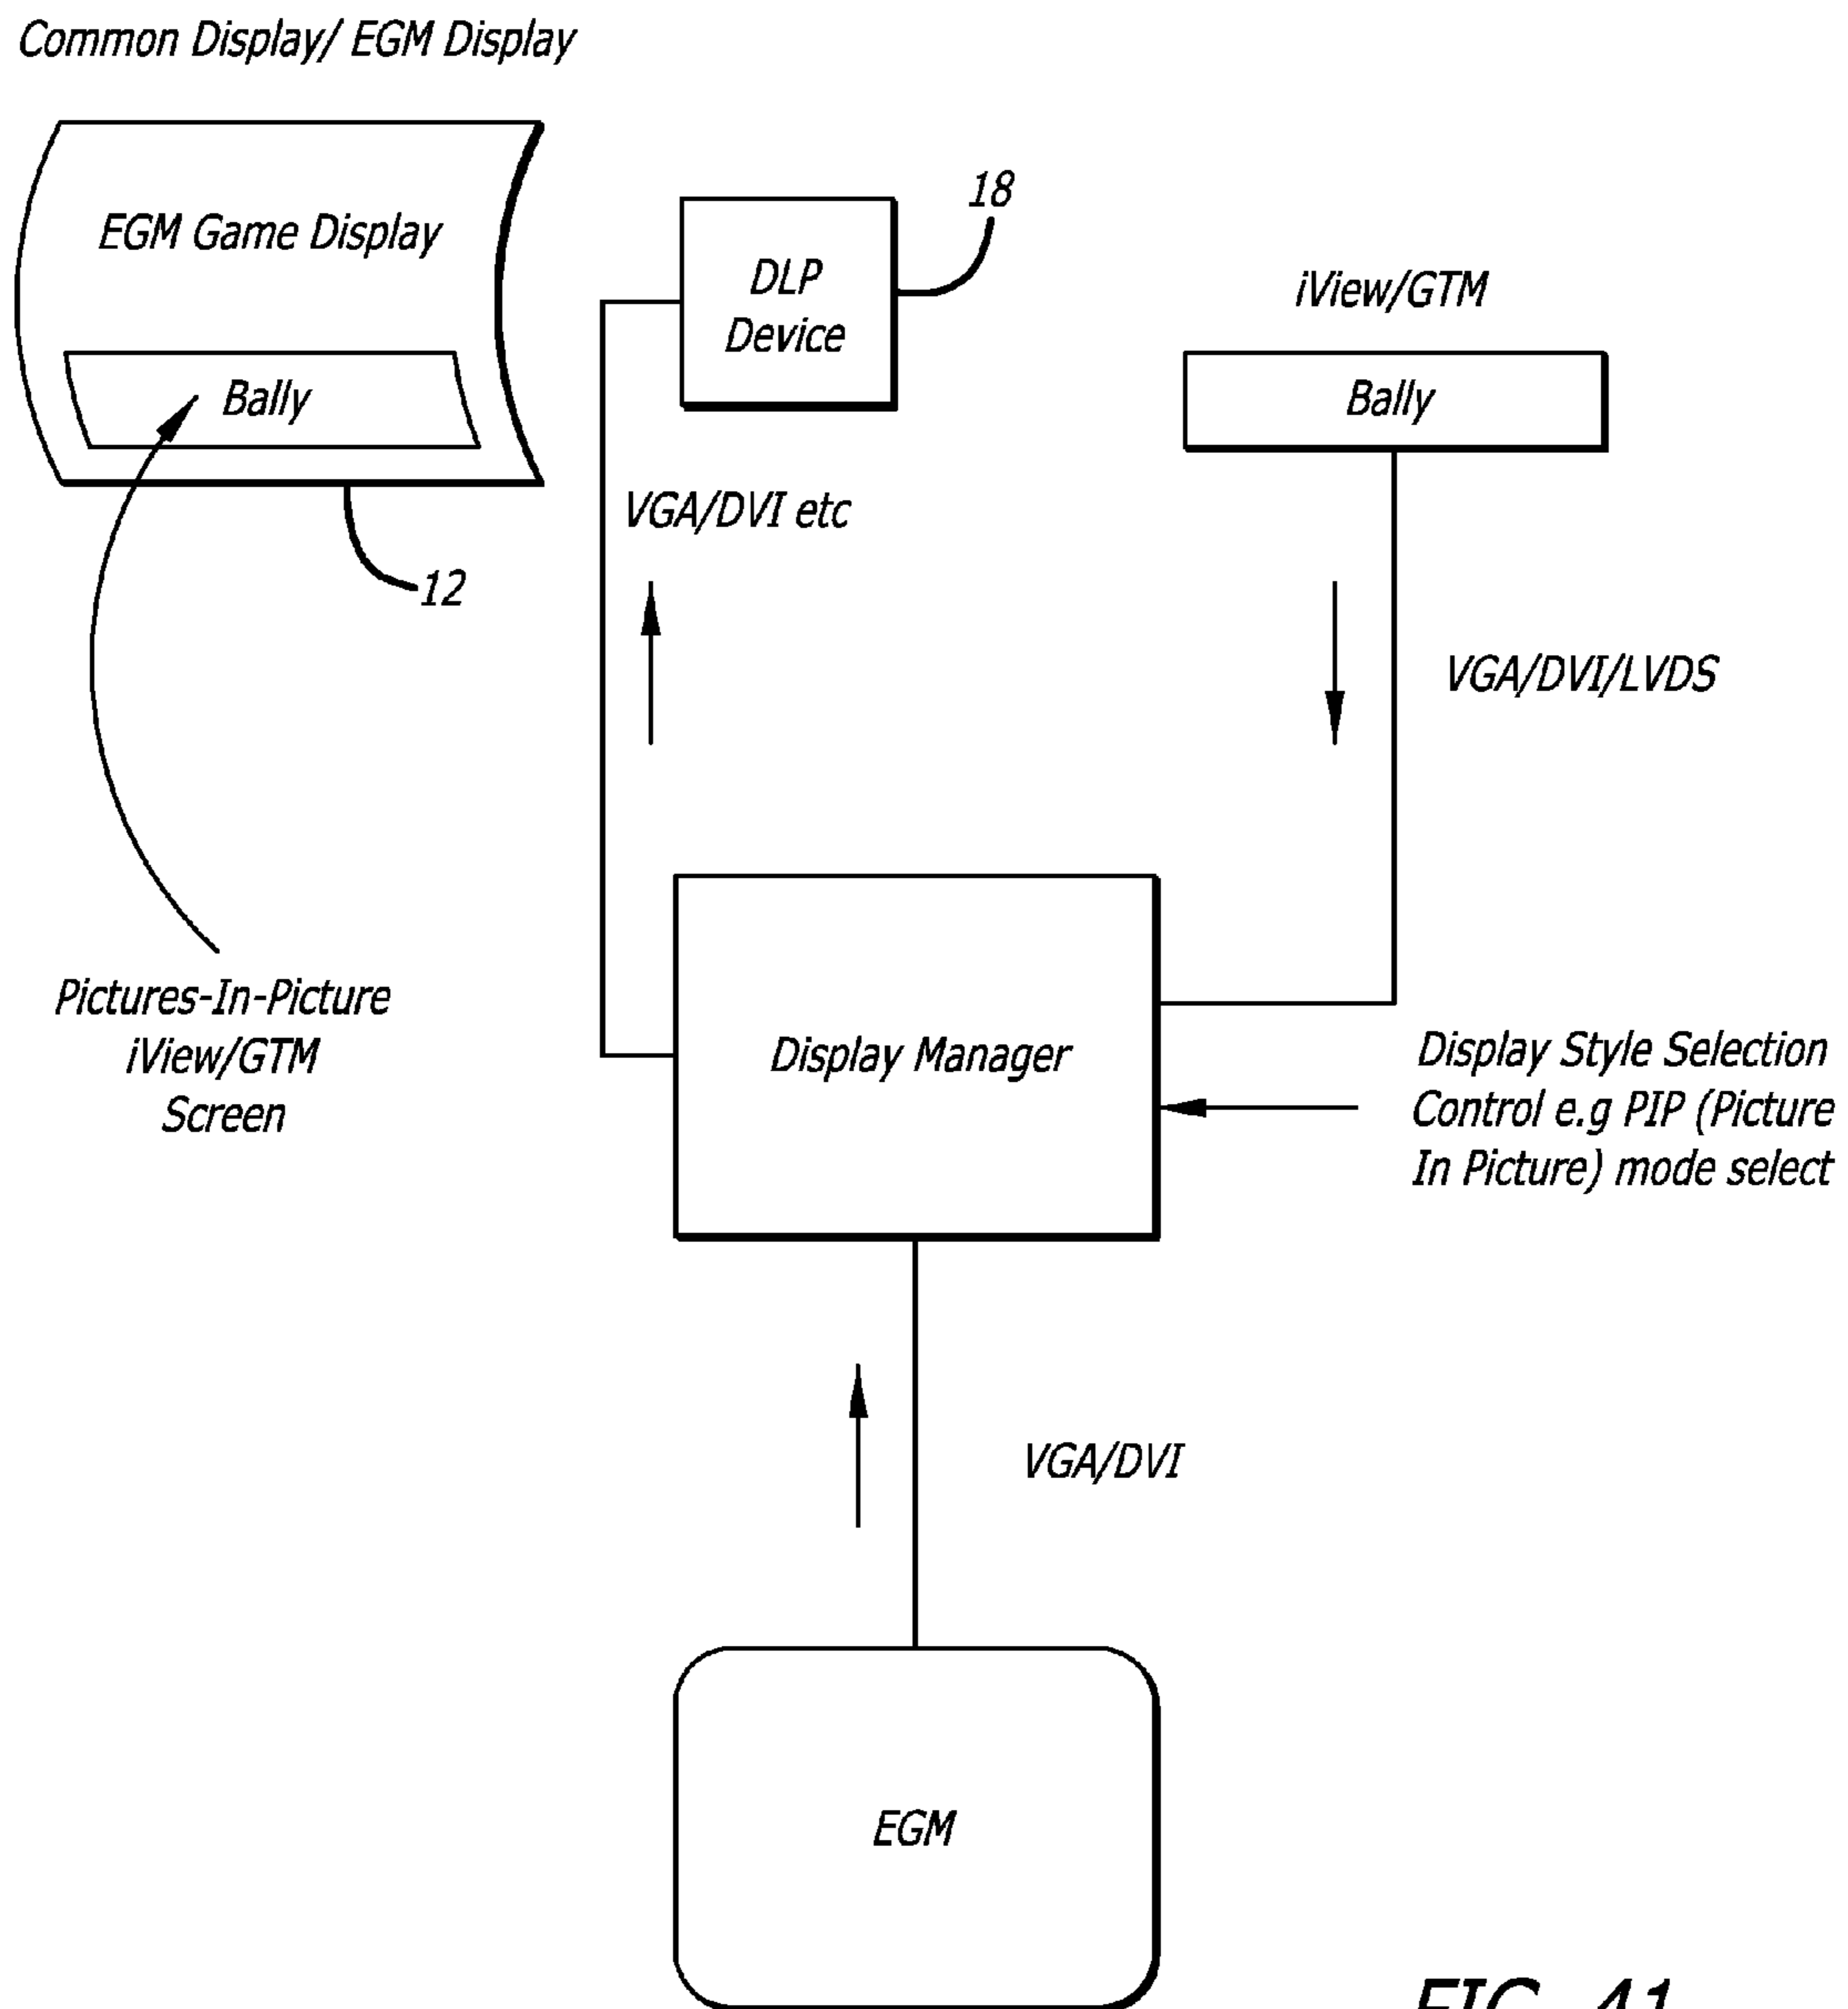 Common Display/ EGM Display
EGM Game Display
Bally
12
DLP
Device
18
iView/GTM
Bally
VGA/DVI etc
VGA/DVI/LVDS
Pictures-In-Picture
iView/GTM
Screen
Display Manager
Display Style Selection
Control e.g PIP (Picture
In Picture) mode select
VGA/DVI
EGM
FIG. 41